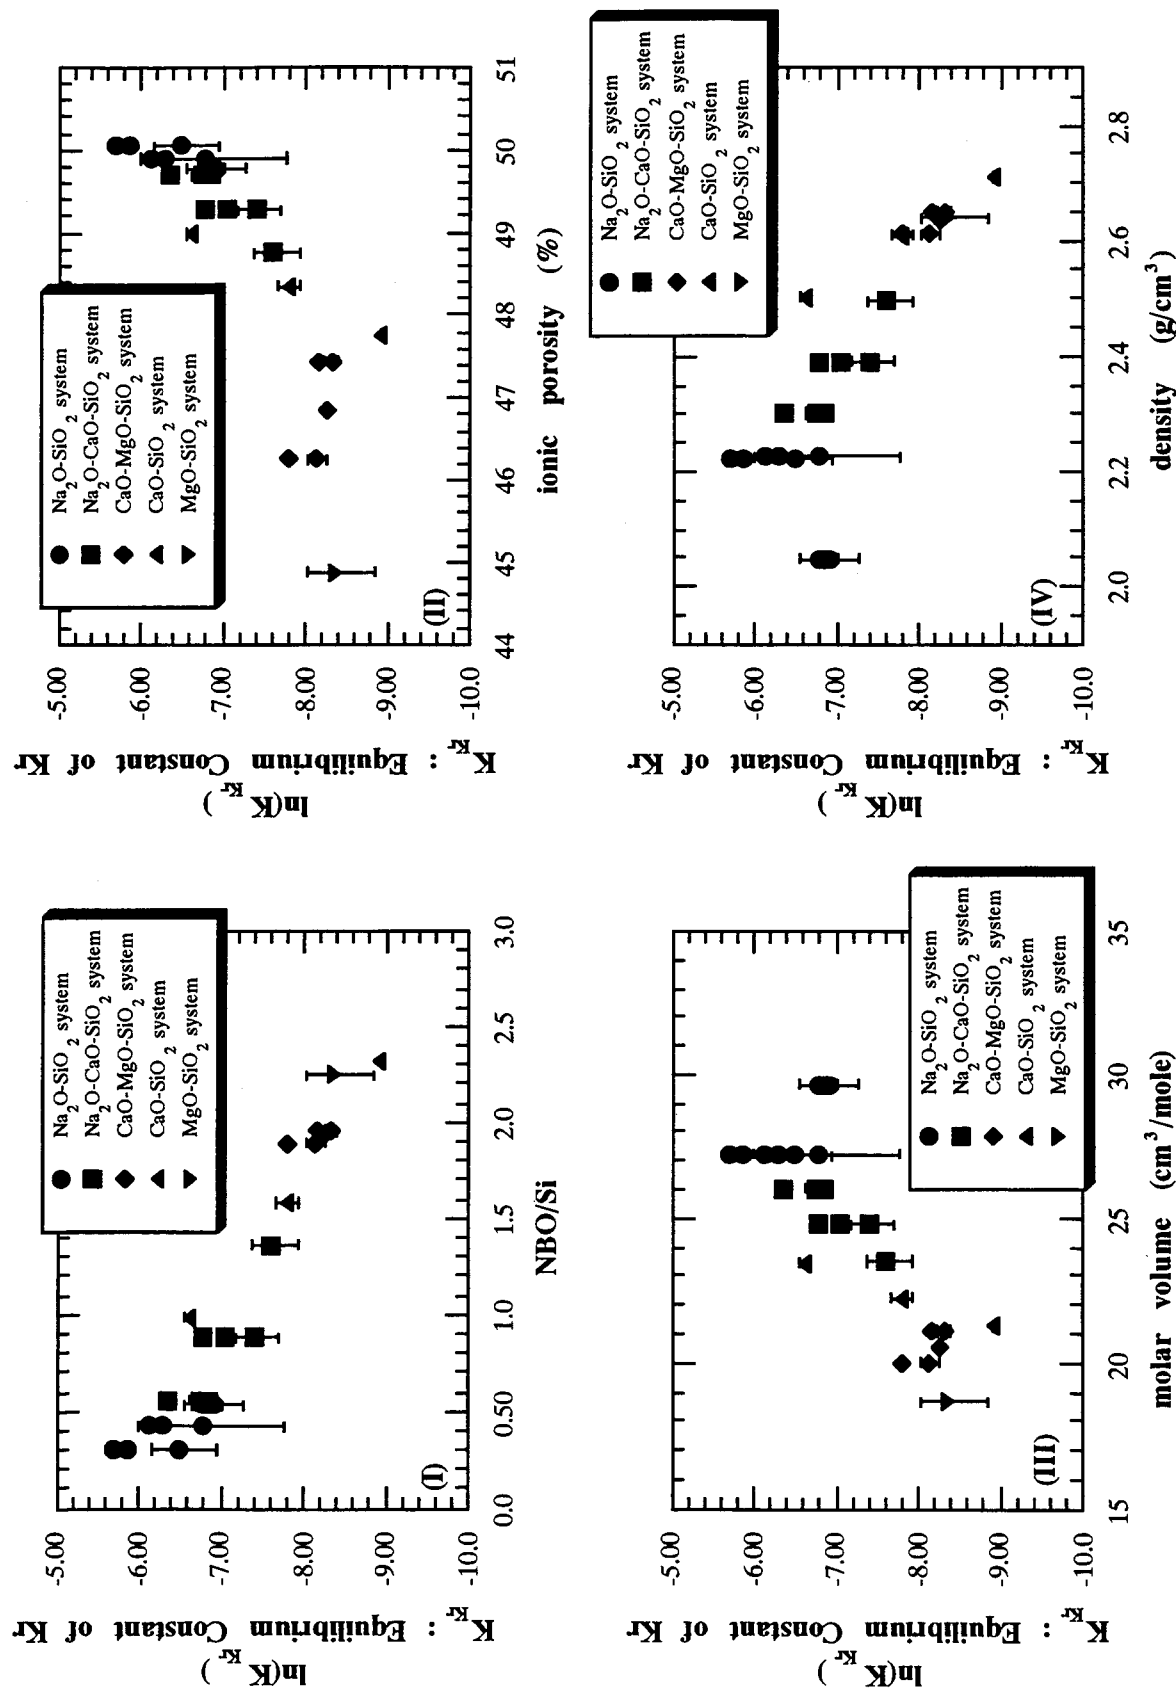 K_Kr : Equilibrium Constant of Kr
ln(K_Kr)
-5.00
-6.00
-7.00
-8.00
-9.00
-10.0
Na2O-SiO2 system
Na2O-CaO-SiO2 system
CaO-MgO-SiO2 system
CaO-SiO2 system
MgO-SiO2 system
(I)
0.0
0.50
1.0
1.5
2.0
2.5
3.0
NBO/Si
K_Kr : Equilibrium Constant of Kr
ln(K_Kr)
-5.00
-6.00
-7.00
-8.00
-9.00
-10.0
Na2O-SiO2 system
Na2O-CaO-SiO2 system
CaO-MgO-SiO2 system
CaO-SiO2 system
MgO-SiO2 system
(II)
44
45
46
47
48
49
50
51
ionic porosity (%)
K_Kr : Equilibrium Constant of Kr
ln(K_Kr)
-5.00
-6.00
-7.00
-8.00
-9.00
-10.0
Na2O-SiO2 system
Na2O-CaO-SiO2 system
CaO-MgO-SiO2 system
CaO-SiO2 system
MgO-SiO2 system
(III)
15
20
25
30
35
molar volume (cm3/mole)
K_Kr : Equilibrium Constant of Kr
ln(K_Kr)
-5.00
-6.00
-7.00
-8.00
-9.00
-10.0
Na2O-SiO2 system
Na2O-CaO-SiO2 system
CaO-MgO-SiO2 system
CaO-SiO2 system
MgO-SiO2 system
(IV)
2.0
2.2
2.4
2.6
2.8
density (g/cm3)